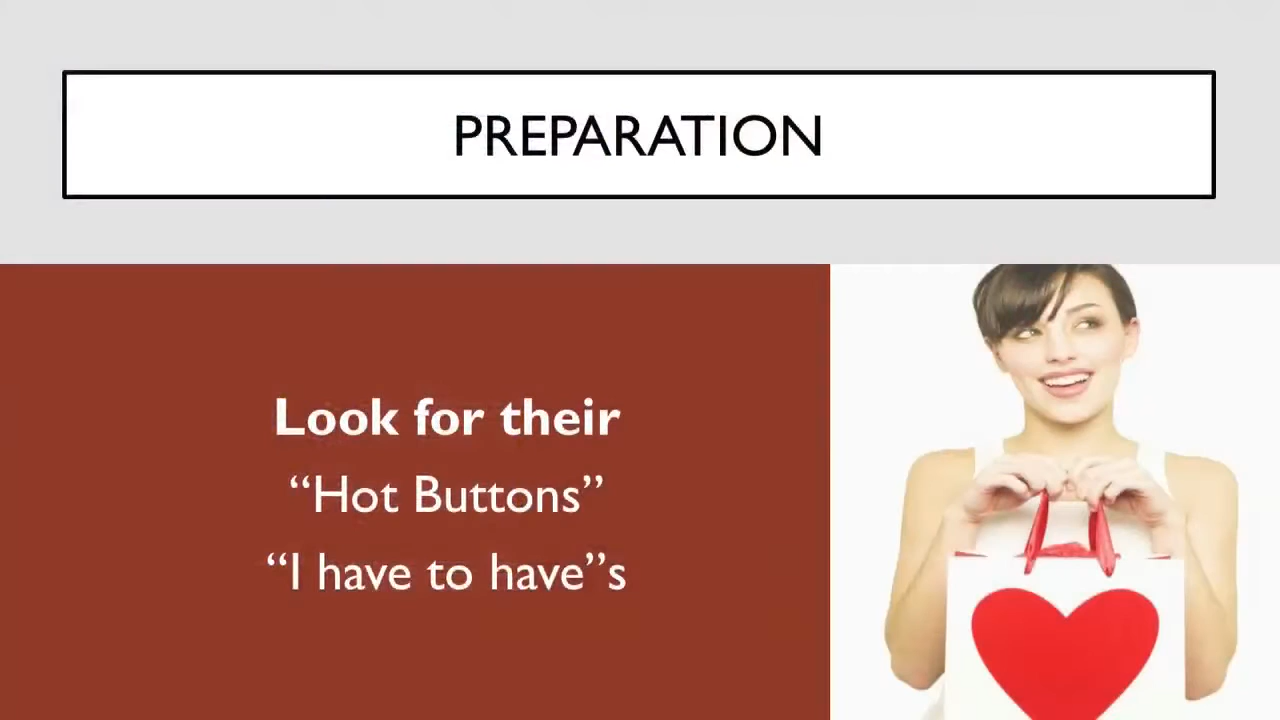 PREPARATION
Look for their
“Hot Buttons”
“I have to have”s